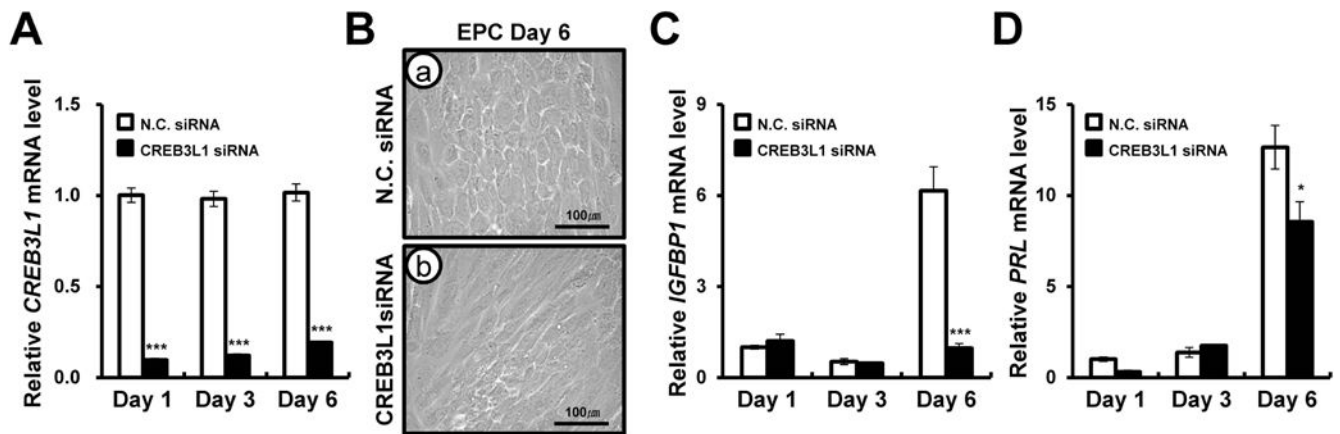 A
Relative CREB3L1 mRNA level
1.5
1.0
0.5
0.0
N.C. siRNA
CREB3L1 siRNA
***
***
***
Day 1
Day 3
Day 6
B
EPC Day 6
N.C. siRNA
a
100㎛
CREB3L1siRNA
b
100㎛
C
Relative IGFBP1 mRNA level
9
6
3
0
N.C. siRNA
CREB3L1 siRNA
***
Day 1
Day 3
Day 6
D
Relative PRL mRNA level
15
10
5
0
N.C. siRNA
CREB3L1 siRNA
*
Day 1
Day 3
Day 6